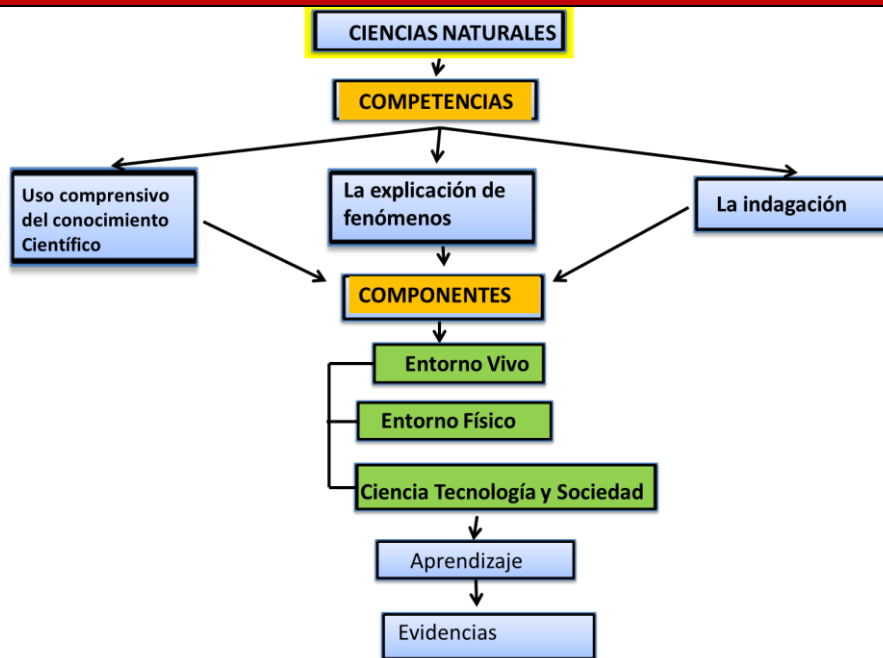 CIENCIAS NATURALES
COMPETENCIAS
Uso comprensivo
del conocimiento
Científico
La explicación de
fenómenos
La indagación
COMPONENTES
Entorno Vivo
Entorno Físico
Ciencia Tecnología y Sociedad
Aprendizaje
Evidencias